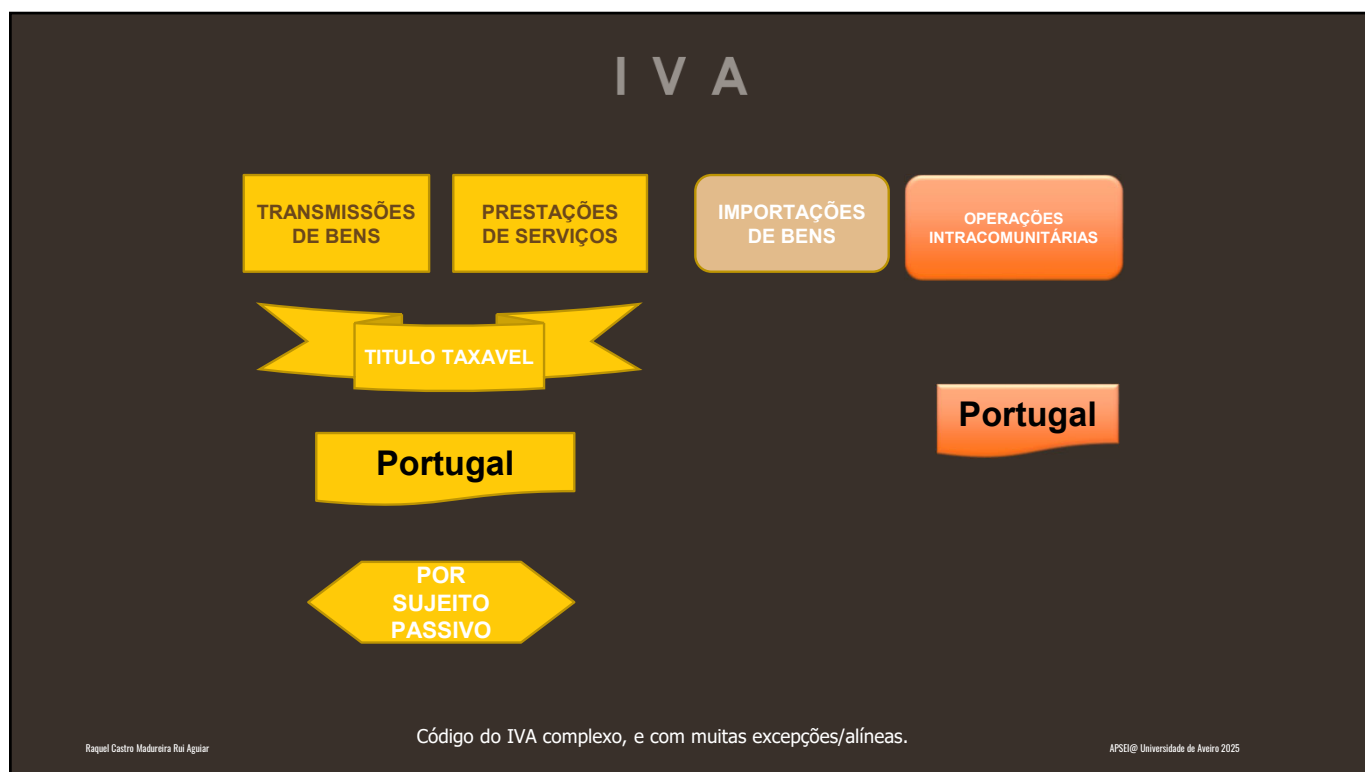 I V A
TRANSMISSÕES
DE BENS
PRESTAÇÕES
DE SERVIÇOS
IMPORTAÇÕES
DE BENS
OPERAÇÕES
INTRACOMUNITÁRIAS
TITULO TAXAVEL
Portugal
Portugal
POR
SUJEITO
PASSIVO
Código do IVA complexo, e com muitas excepções/alíneas.
Raquel Castro Madureira Rui Aguiar
APSEI@ Universidade de Aveiro 2025